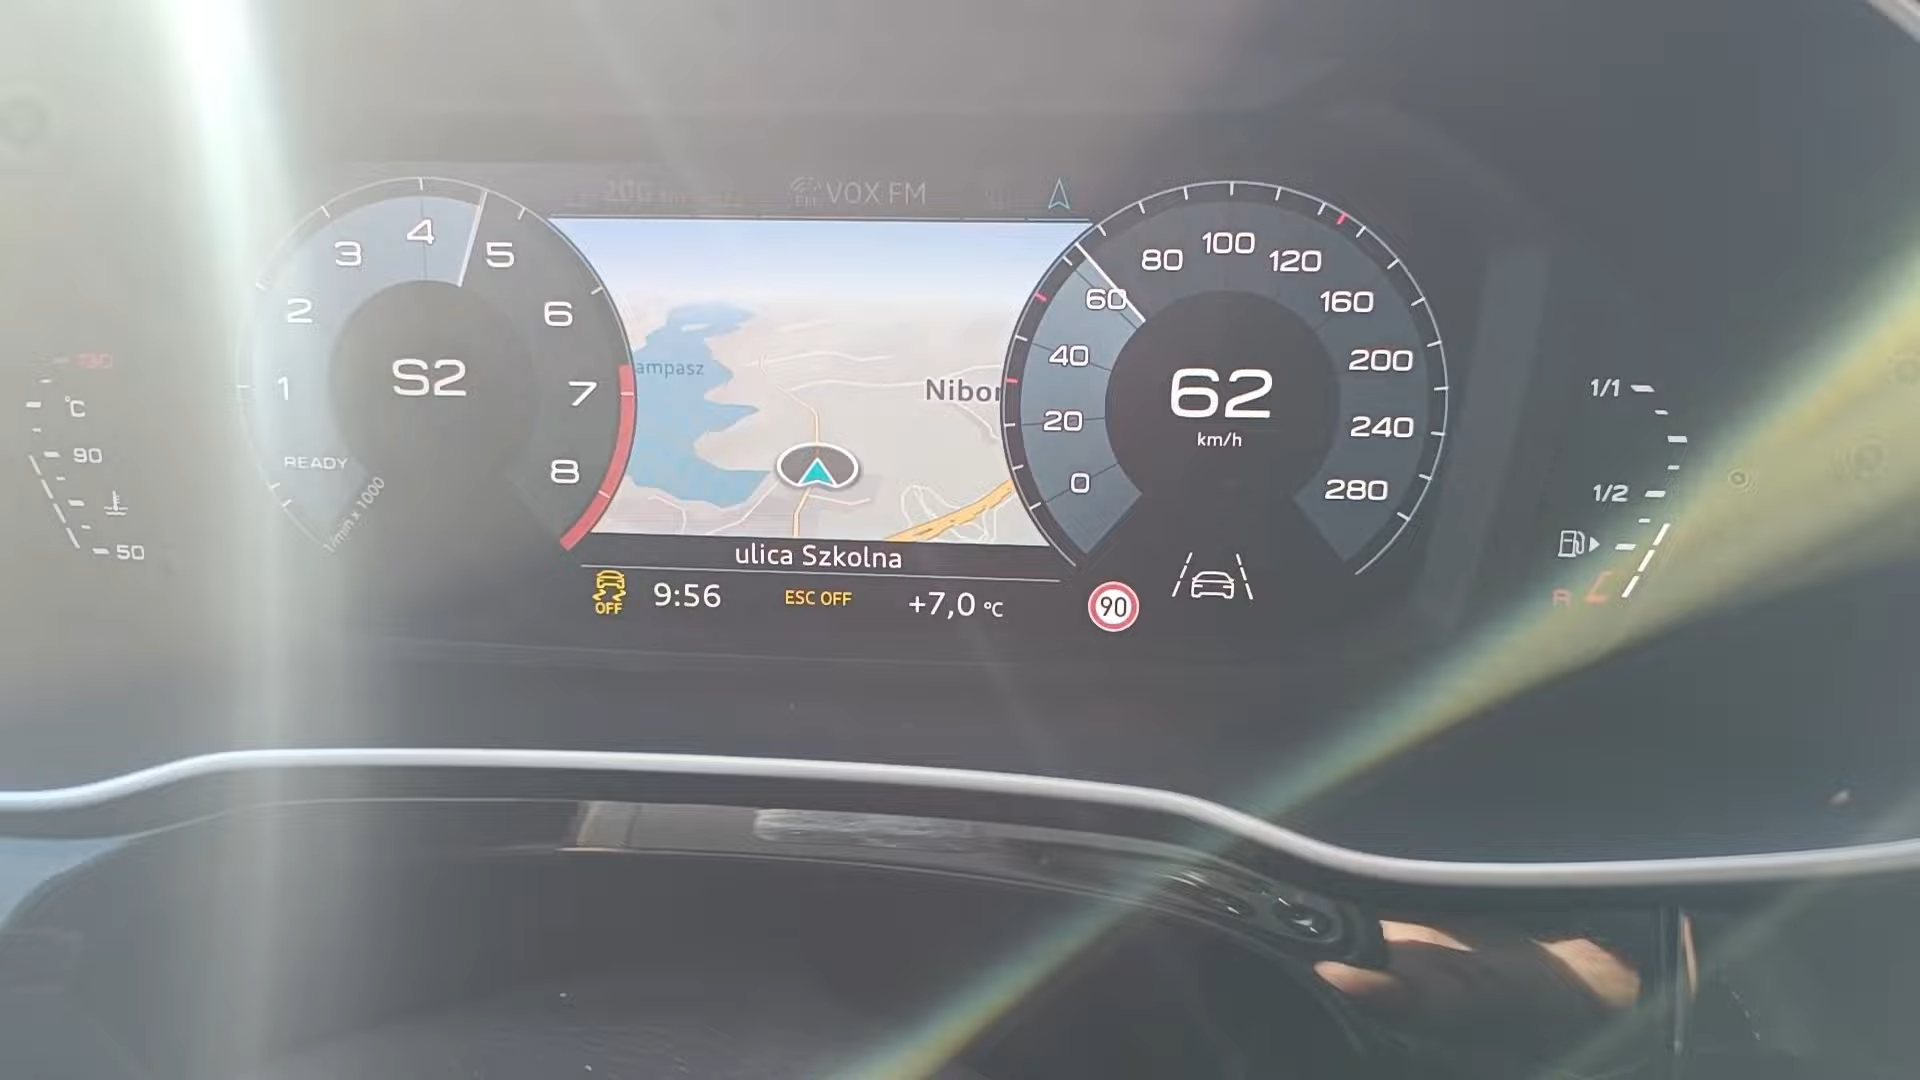 VOX FM
1
2
3
4
5
6
7
8
S2
READY
1/min x 1000
ampasz
Nibor
ulica Szkolna
OFF
9:56
ESC OFF
+7,0 °C
0
20
40
60
80
100
120
160
200
240
280
62
km/h
90
°C
90
50
1/1
1/2